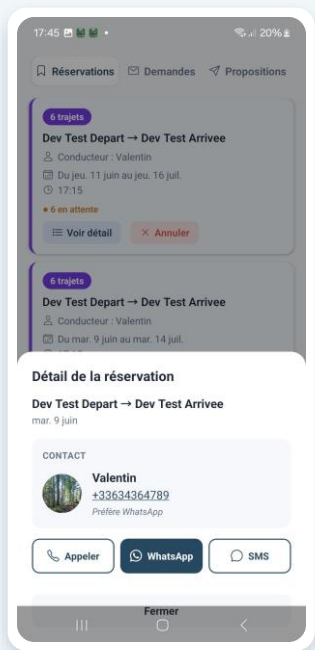 17:45
20%
Réservations Demandes Propositions
6 trajets
Dev Test Depart → Dev Test Arrivee
Conducteur : Valentin
Du jeu. 11 juin au jeu. 16 juil.
17:15
• 6 en attente
Voir détail × Annuler
6 trajets
Dev Test Depart → Dev Test Arrivee
Conducteur : Valentin
Du mar. 9 juin au mar. 14 juil.
Détail de la réservation
Dev Test Depart → Dev Test Arrivee
mar. 9 juin
CONTACT
Valentin
+33634364789
Préfère WhatsApp
Appeler WhatsApp SMS
Fermer